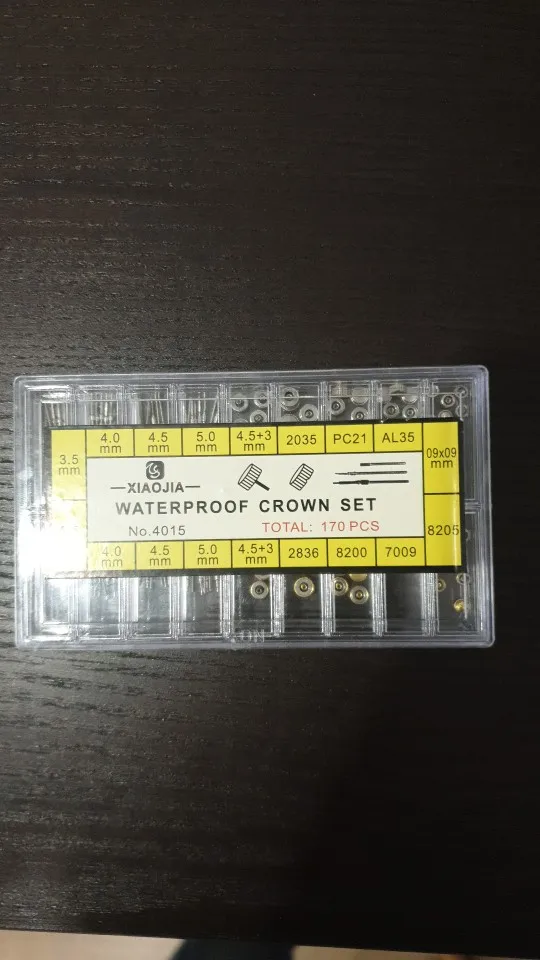 3.5 mm
4.0 mm
4.5 mm
5.0 mm
4.5+3 mm
2035
PC21
AL35
09x09 mm
XIAOJIA
WATERPROOF CROWN SET
No.4015
TOTAL: 170 PCS
4.0 mm
4.5 mm
5.0 mm
4.5+3 mm
2836
8200
7009
8205